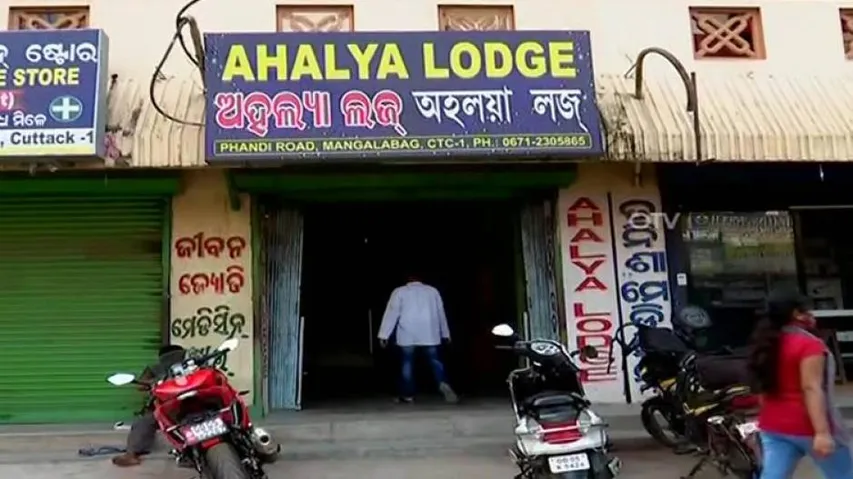 ଷ୍ଟୋର
E STORE
t)
ଧ ମିଳେ
, Cuttack -1
AHALYA LODGE
ଅହଲ୍ୟା ଲଜ୍ অহলয়া লজ্
PHANDI ROAD, MANGALABAG, CTC-1, PH.: 0671-2305865
ଜୀବନ
ଜ୍ୟୋତି
ମେଡିସିନ
AHALYA LODGE
OTV